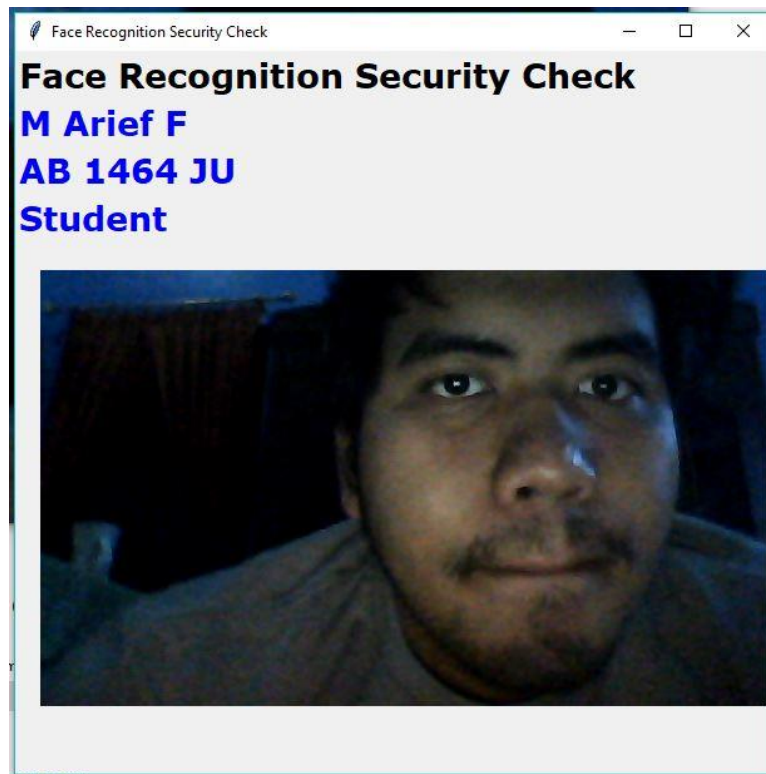 Face Recognition Security Check
Face Recognition Security Check
M Arief F
AB 1464 JU
Student